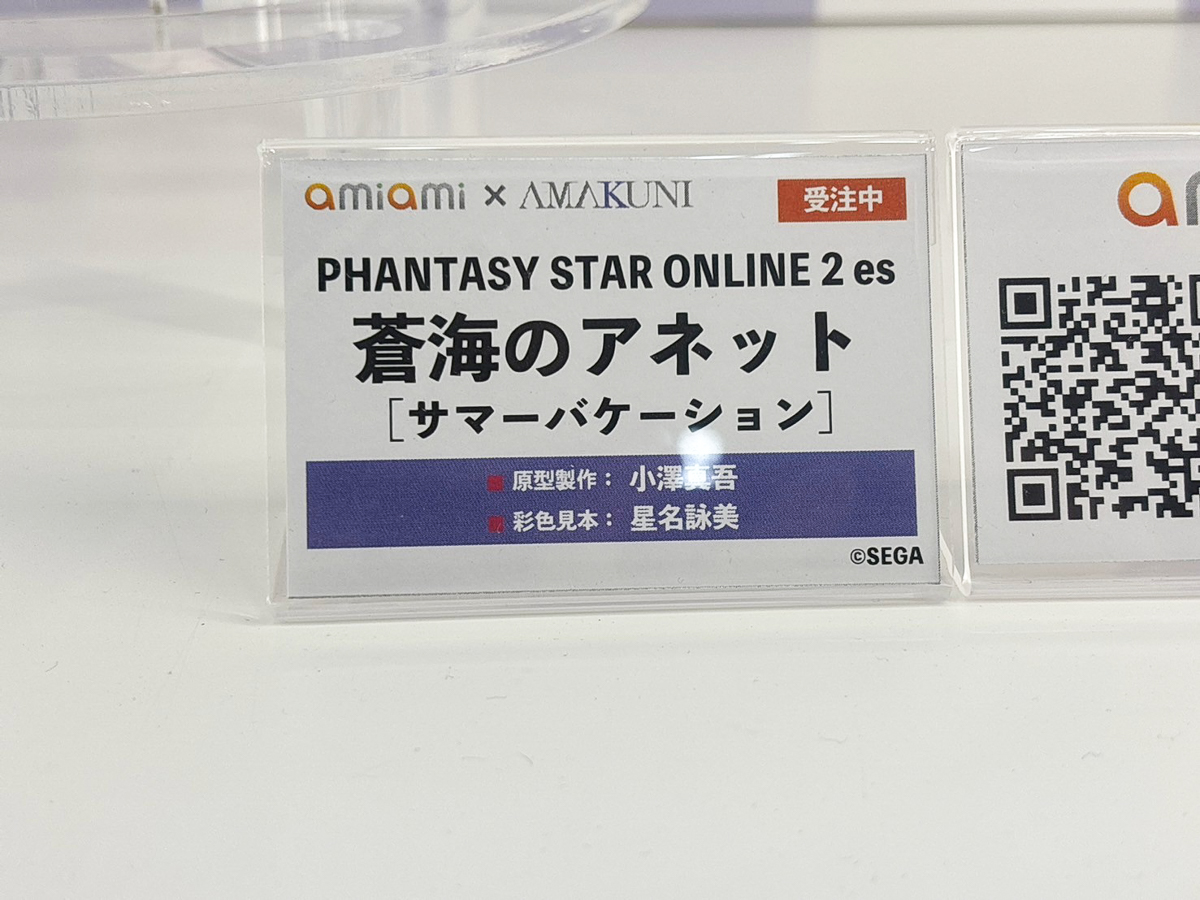 amiami × AMAKUNI
受注中
PHANTASY STAR ONLINE 2 es
蒼海のアネット
[サマーバケーション]
■ 原型製作： 小澤真吾
■ 彩色見本： 星名詠美
©SEGA